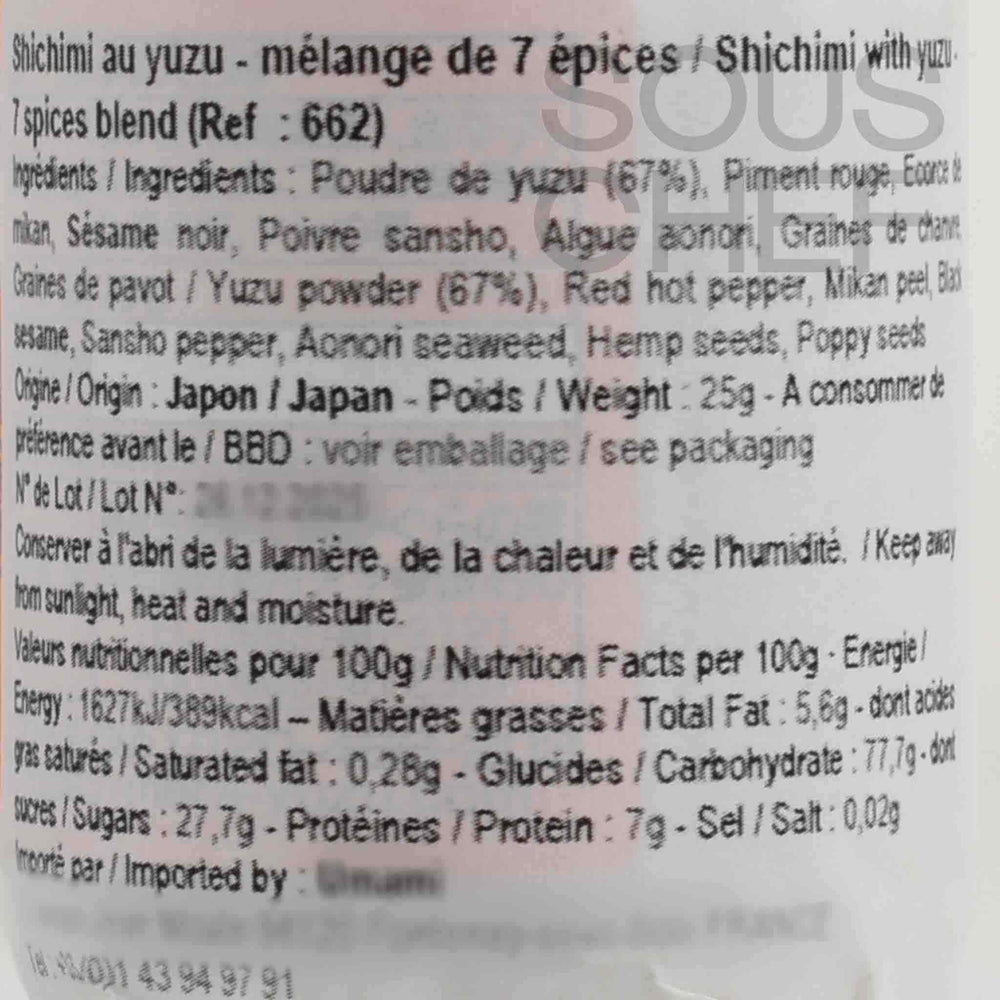 Shichimi au yuzu - mélange de 7 épices / Shichimi with yuzu -
7 spices blend (Ref : 662)
Ingrédients / Ingredients : Poudre de yuzu (67%), Piment rouge, Ecorce de
mikan, Sésame noir, Poivre sansho, Algue aonori, Graines de chanvre,
Graines de pavot / Yuzu powder (67%), Red hot pepper, Mikan peel, Black
sesame, Sansho pepper, Aonori seaweed, Hemp seeds, Poppy seeds
Origine / Origin : Japon / Japan - Poids / Weight : 25g - A consommer de
préférence avant le / BBD : voir emballage / see packaging
N° de Lot / Lot N°:
Conserver à l'abri de la lumière, de la chaleur et de l'humidité. / Keep away
from sunlight, heat and moisture.
Valeurs nutritionnelles pour 100g / Nutrition Facts per 100g - Energie /
Energy : 1627kJ/389kcal – Matières grasses / Total Fat : 5,6g - dont acides
gras saturés / Saturated fat : 0,28g - Glucides / Carbohydrate : 77,7g - dont
sucres / Sugars : 27,7g - Protéines / Protein : 7g - Sel / Salt : 0,02g
Importé par / Imported by : Umami
43 94 97 91
SOUS
CHEF